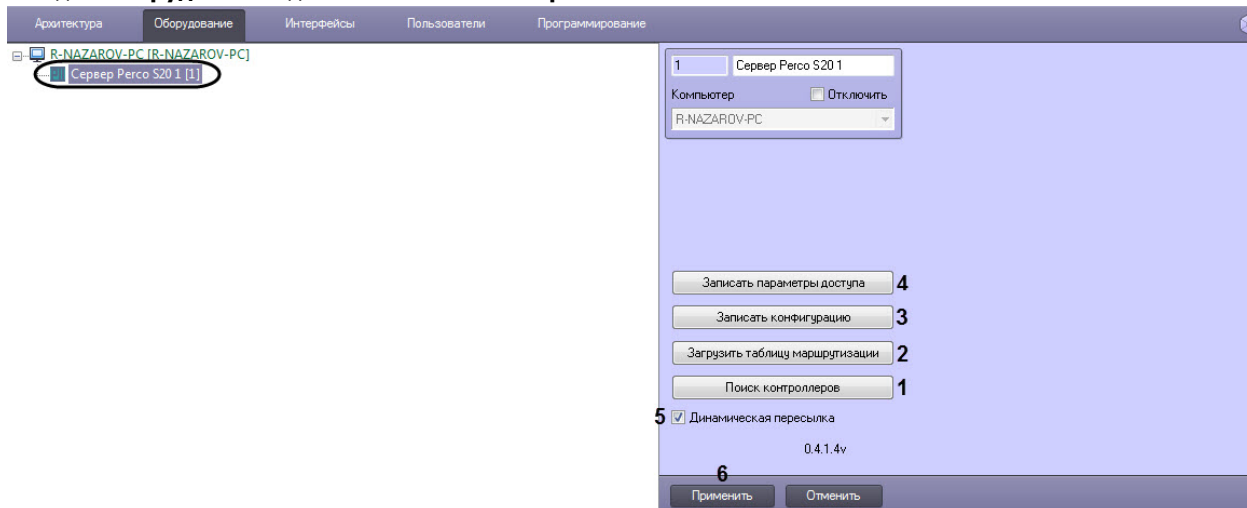 Архитектура Оборудование Интерфейсы Пользователи Программирование
R-NAZAROV-PC [R-NAZAROV-PC]
Сервер Perco S20 1 [1]
1 Сервер Perco S20 1
Компьютер Отключить
R-NAZAROV-PC
Записать параметры доступа 4
Записать конфигурацию 3
Загрузить таблицу маршрутизации 2
Поиск контроллеров 1
5 Динамическая пересылка
0.4.1.4v
6
Применить Отменить